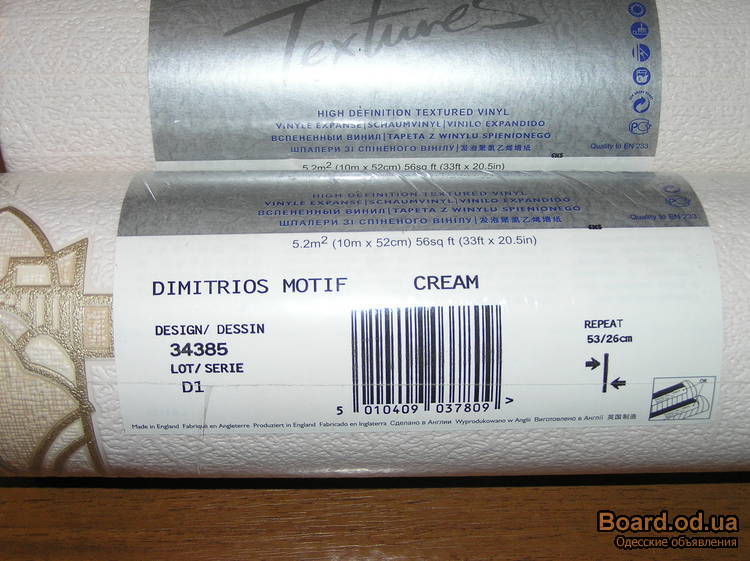 Textures
HIGH DEFINITION TEXTURED VINYL
VINYLE EXPANSE|SCHAUMVINYL|VINILO EXPANDIDO
ВСПЕНЕННЫЙ ВИНИЛ|TAPETA Z WINYLU SPIENIONEGO
ШПАЛЕРИ ЗІ СПІНЕНОГО ВІНІЛУ|发泡聚氯乙烯墙纸
Quality to EN 233
5.2m² (10m x 52cm) 56sq ft (33ft x 20.5in)
HIGH DEFINITION TEXTURED VINYL
VINYLE EXPANSE|SCHAUMVINYL|VINILO EXPANDIDO
ВСПЕНЕННЫЙ ВИНИЛ|TAPETA Z WINYLU SPIENIONEGO
ШПАЛЕРИ ЗІ СПІНЕНОГО ВІНІЛУ|发泡聚氯乙烯墙纸
Quality to EN 233
5.2m² (10m x 52cm) 56sq ft (33ft x 20.5in)
DIMITRIOS MOTIF CREAM
DESIGN/ DESSIN
34385
LOT/ SERIE
D1
REPEAT
53/26cm
OK
5 010409 037809 >
Made in England Fabriqué en Angleterre Produziert in England Fabricado en Inglaterra Сделано в Англии Wyprodukowano w Anglii Виготовлено в Англії 英国制造
Board.od.ua
Одесские объявления